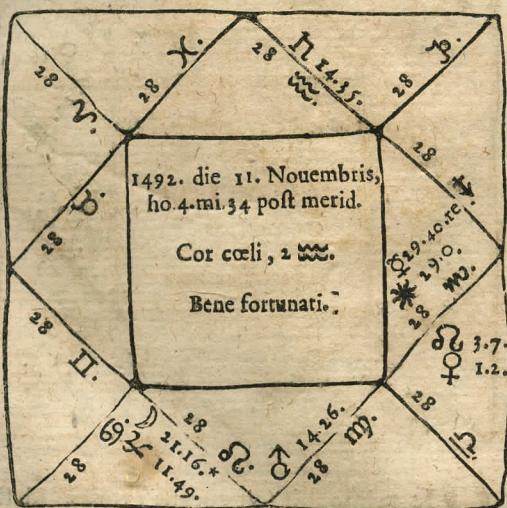 28 ♓.
28 ♄ 14.35.
♒.
28 ♑.
28 ♈.
28 ♐
1492. die 11. Nouembris,
ho.4.mi.34 poſt merid.
Cor cœli, 2 ♒.
Bene fortunati.
28 ♉.
☿ 29.40.re.
☀ 29.0.
28 ♏.
28 ♊.
☊ 3.7.
♀ 1.2.
28 ♎
☽ 21.16.*
28 ♋. ♃ 11.49.
28 ♌.
♂ 14.26.
28 ♍.